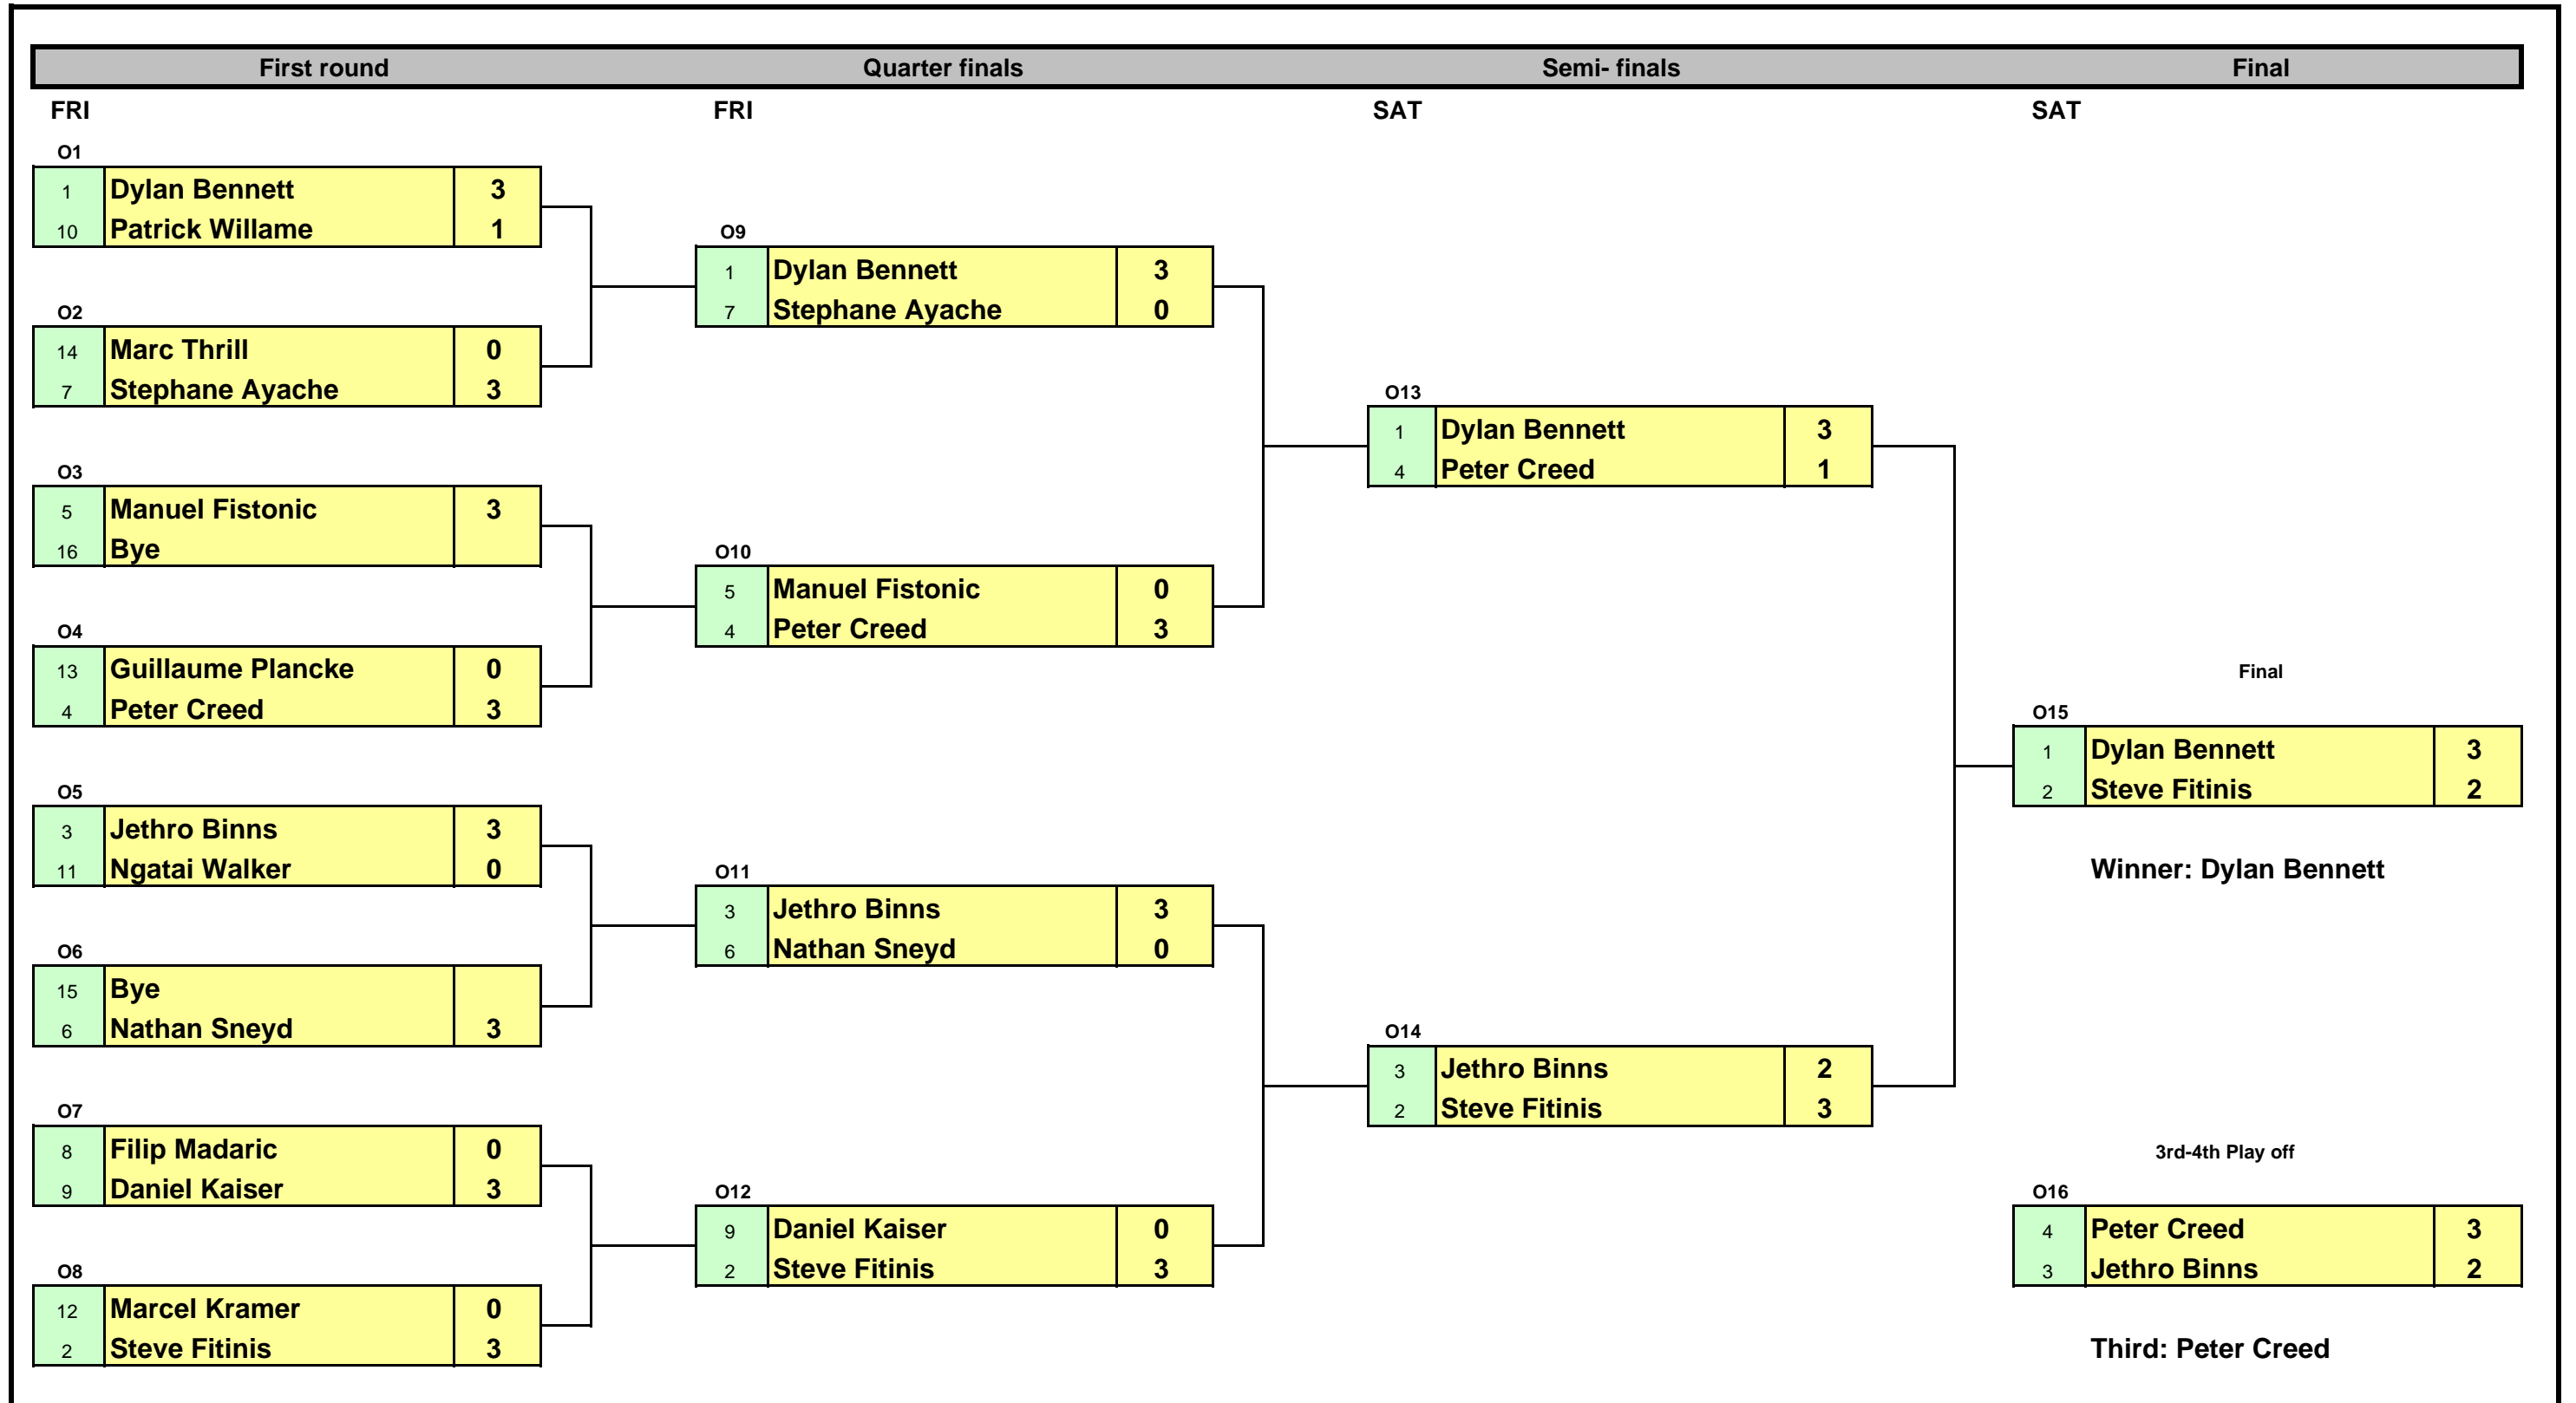 First round Quarter finals Semi- finals Final
FRI FRI SAT SAT
O1
1 Dylan Bennett 3
10 Patrick Willame 1
O2
14 Marc Thrill 0
7 Stephane Ayache 3
O3
5 Manuel Fistonic 3
16 Bye
O4
13 Guillaume Plancke 0
4 Peter Creed 3
O5
3 Jethro Binns 3
11 Ngatai Walker 0
O6
15 Bye
6 Nathan Sneyd 3
O7
8 Filip Madaric 0
9 Daniel Kaiser 3
O8
12 Marcel Kramer 0
2 Steve Fitinis 3
O9
1 Dylan Bennett 3
7 Stephane Ayache 0
O10
5 Manuel Fistonic 0
4 Peter Creed 3
O11
3 Jethro Binns 3
6 Nathan Sneyd 0
O12
9 Daniel Kaiser 0
2 Steve Fitinis 3
O13
1 Dylan Bennett 3
4 Peter Creed 1
O14
3 Jethro Binns 2
2 Steve Fitinis 3
Final
O15
1 Dylan Bennett 3
2 Steve Fitinis 2
Winner: Dylan Bennett
3rd-4th Play off
O16
4 Peter Creed 3
3 Jethro Binns 2
Third: Peter Creed